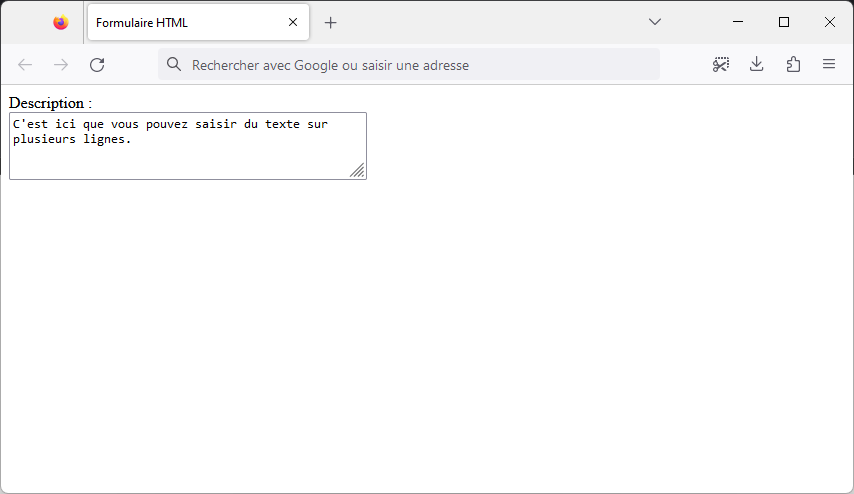 Formulaire HTML
Rechercher avec Google ou saisir une adresse
Description :
C'est ici que vous pouvez saisir du texte sur
plusieurs lignes.